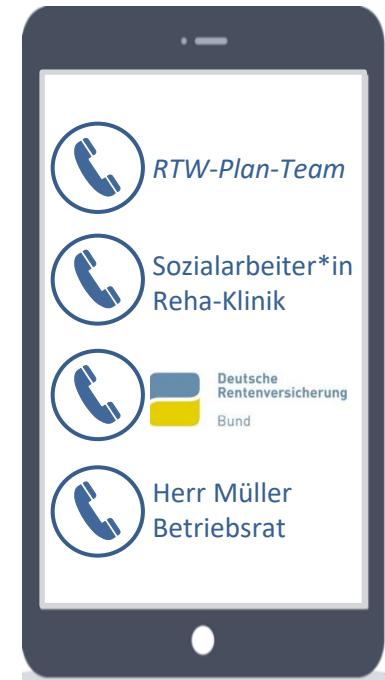 RTW-Plan-Team
Sozialarbeiter*in
Reha-Klinik
Deutsche
Rentenversicherung
Bund
Herr Müller
Betriebsrat